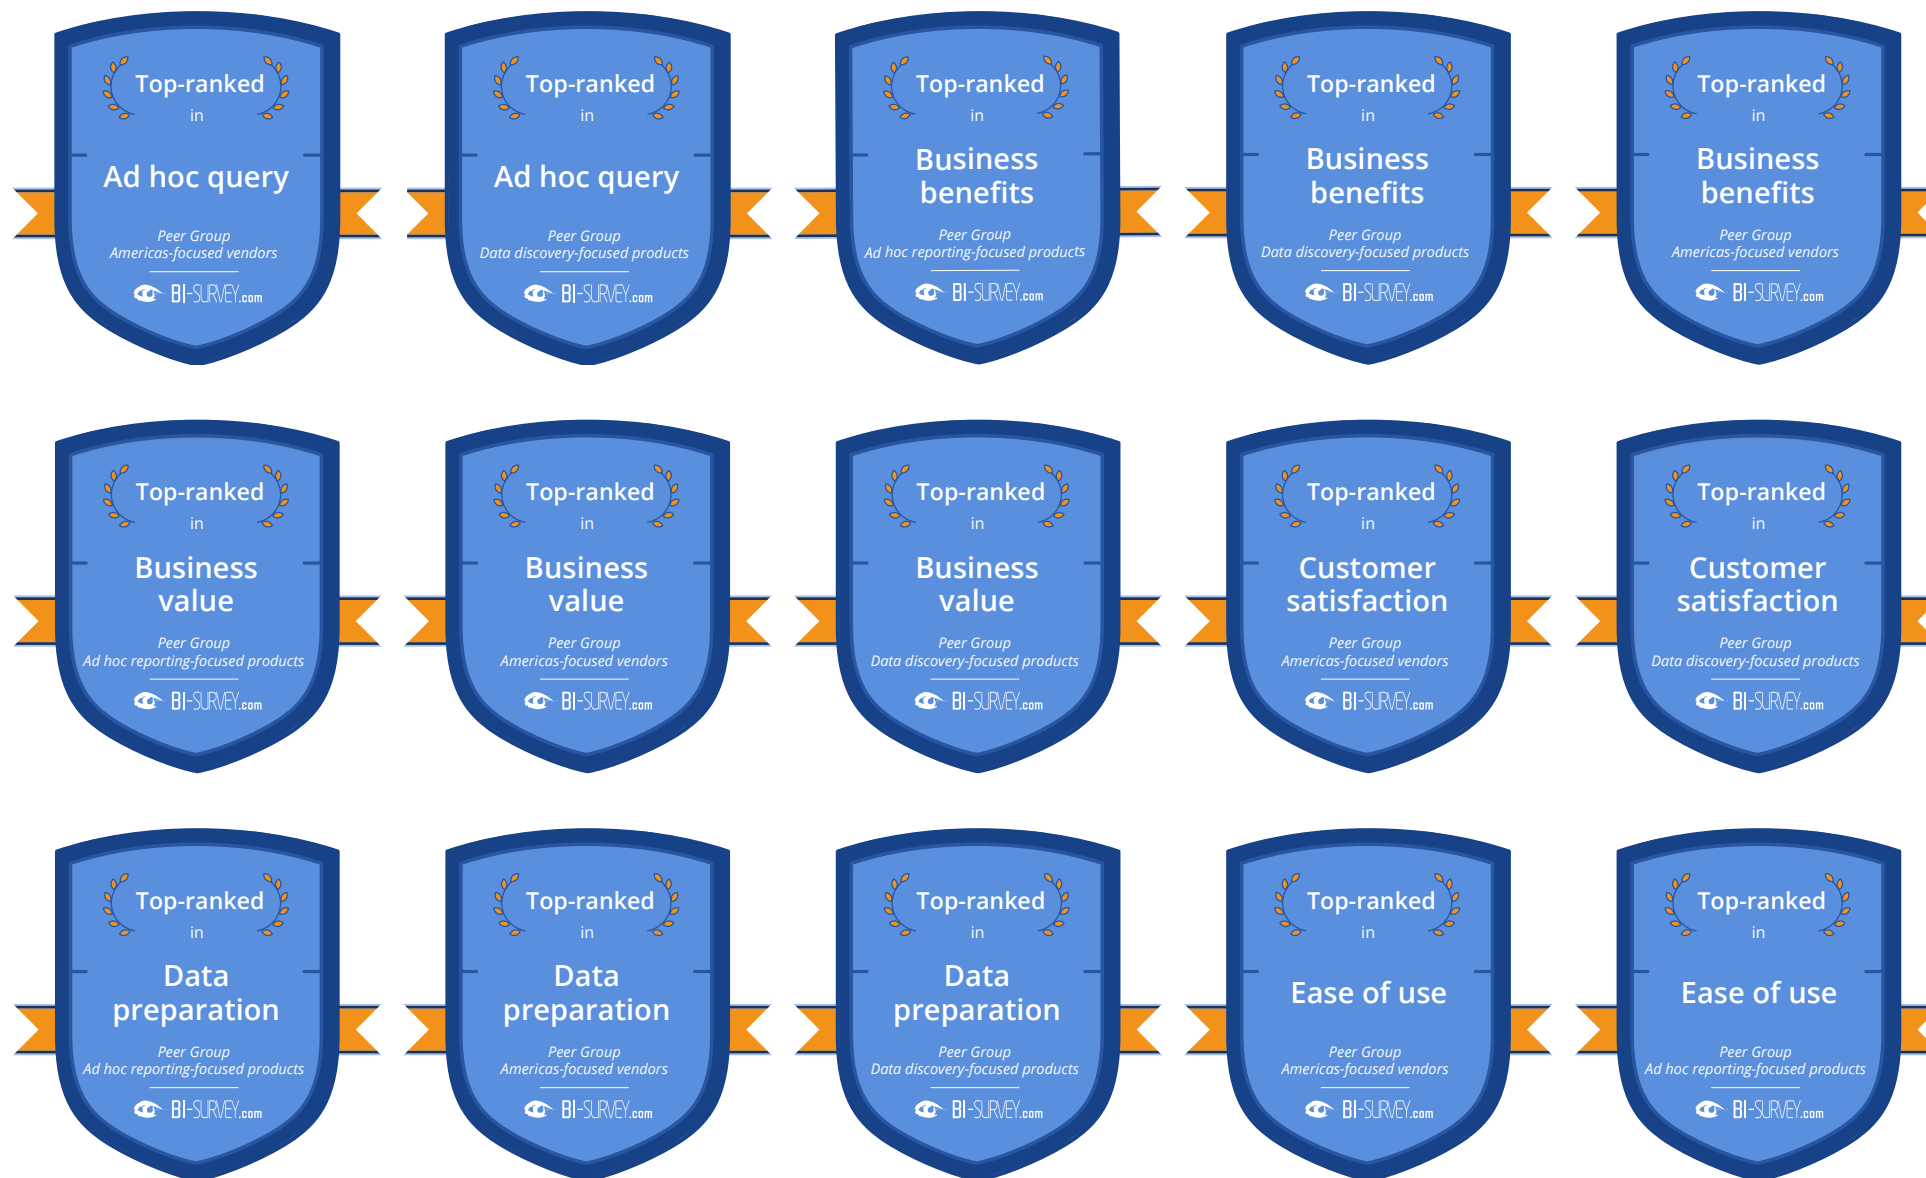 Top-ranked
in
Ad hoc query
Peer Group
Americas-focused vendors
BI-SURVEY.com
Top-ranked
in
Ad hoc query
Peer Group
Data discovery-focused products
BI-SURVEY.com
Top-ranked
in
Business
benefits
Peer Group
Ad hoc reporting-focused products
BI-SURVEY.com
Top-ranked
in
Business
benefits
Peer Group
Data discovery-focused products
BI-SURVEY.com
Top-ranked
in
Business
benefits
Peer Group
Americas-focused vendors
BI-SURVEY.com
Top-ranked
in
Business
value
Peer Group
Ad hoc reporting-focused products
BI-SURVEY.com
Top-ranked
in
Business
value
Peer Group
Americas-focused vendors
BI-SURVEY.com
Top-ranked
in
Business
value
Peer Group
Data discovery-focused products
BI-SURVEY.com
Top-ranked
in
Customer
satisfaction
Peer Group
Americas-focused vendors
BI-SURVEY.com
Top-ranked
in
Customer
satisfaction
Peer Group
Data discovery-focused products
BI-SURVEY.com
Top-ranked
in
Data
preparation
Peer Group
Ad hoc reporting-focused products
BI-SURVEY.com
Top-ranked
in
Data
preparation
Peer Group
Americas-focused vendors
BI-SURVEY.com
Top-ranked
in
Data
preparation
Peer Group
Data discovery-focused products
BI-SURVEY.com
Top-ranked
in
Ease of use
Peer Group
Americas-focused vendors
BI-SURVEY.com
Top-ranked
in
Ease of use
Peer Group
Ad hoc reporting-focused products
BI-SURVEY.com